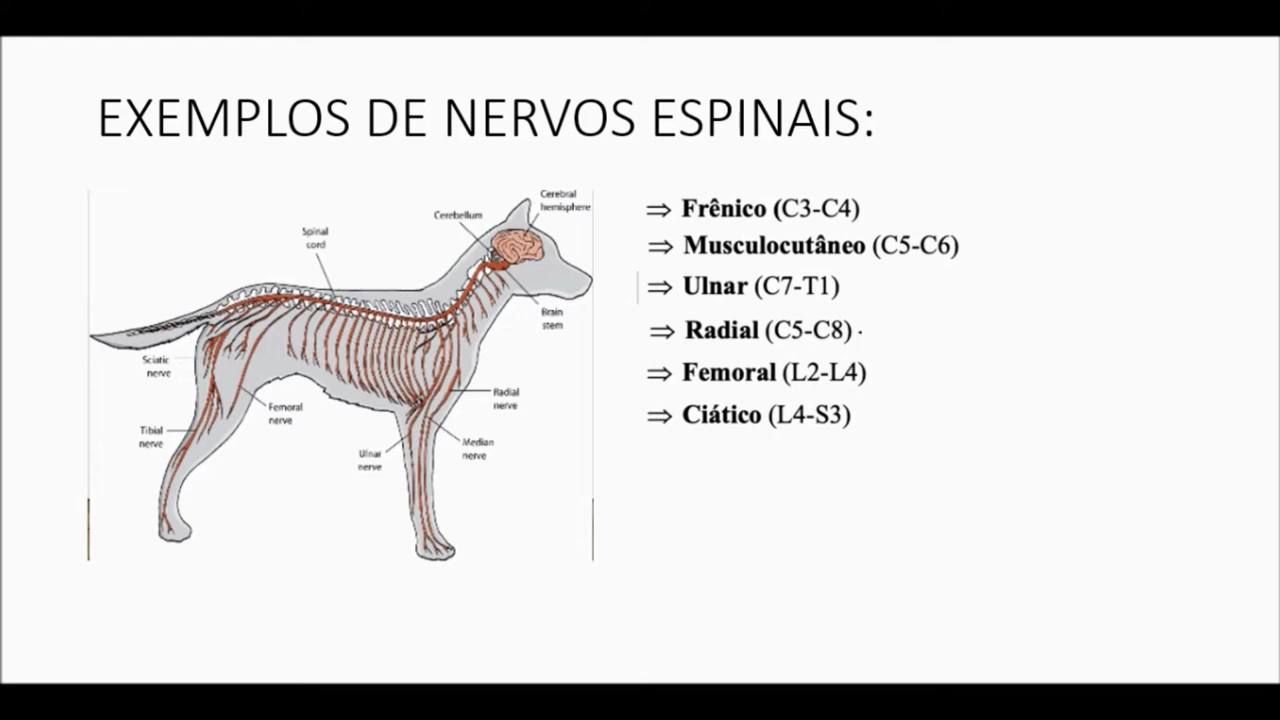 EXEMPLOS DE NERVOS ESPINAIS:
Cerebral
hemisphere
Cerebellum
Spinal
cord
Brain
stem
Sciatic
nerve
Femoral
nerve
Radial
nerve
Tibial
nerve
Ulnar
nerve
Median
nerve
⇒ Frênico (C3-C4)
⇒ Musculocutâneo (C5-C6)
⇒ Ulnar (C7-T1)
⇒ Radial (C5-C8) .
⇒ Femoral (L2-L4)
⇒ Ciático (L4-S3)